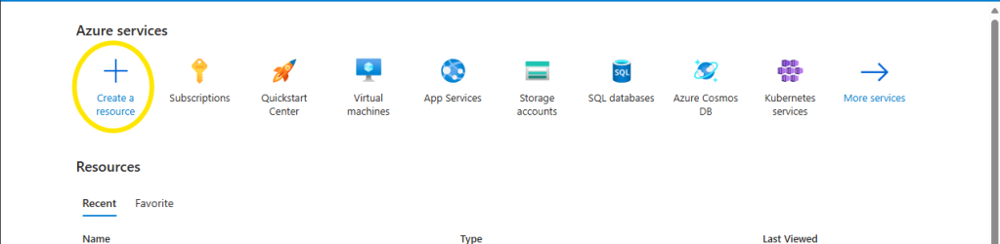 Azure services
Create a resource
Subscriptions
Quickstart Center
Virtual machines
App Services
Storage accounts
SQL
SQL databases
Azure Cosmos DB
Kubernetes services
More services
Resources
Recent Favorite
Name Type Last Viewed